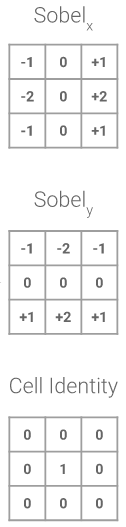 Sobelx
-1 0 +1
-2 0 +2
-1 0 +1
Sobely
-1 -2 -1
0 0 0
+1 +2 +1
Cell Identity
0 0 0
0 1 0
0 0 0